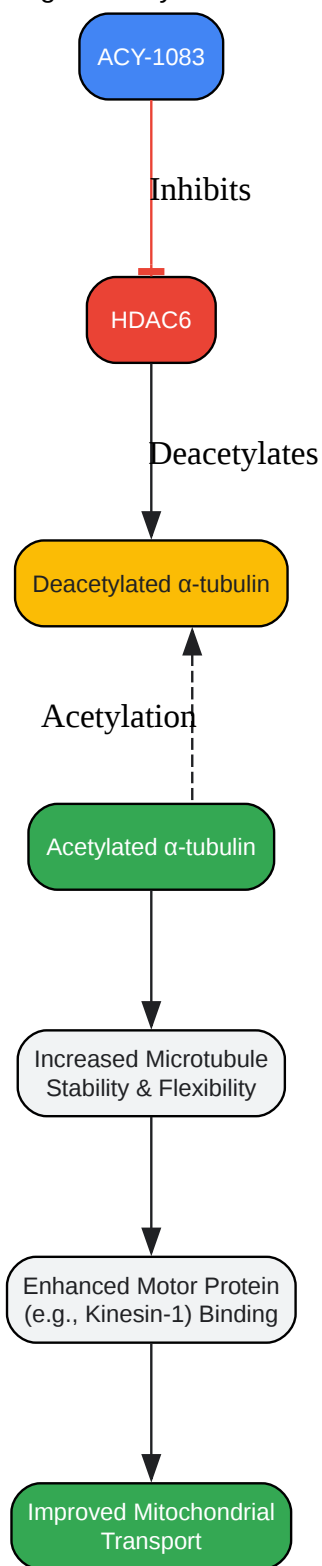 ACY-1083
Inhibits
HDAC6
Deacetylates
Deacetylated α-tubulin
Acetylation
Acetylated α-tubulin
Increased Microtubule
Stability & Flexibility
Enhanced Motor Protein
(e.g., Kinesin-1) Binding
Improved Mitochondrial
Transport